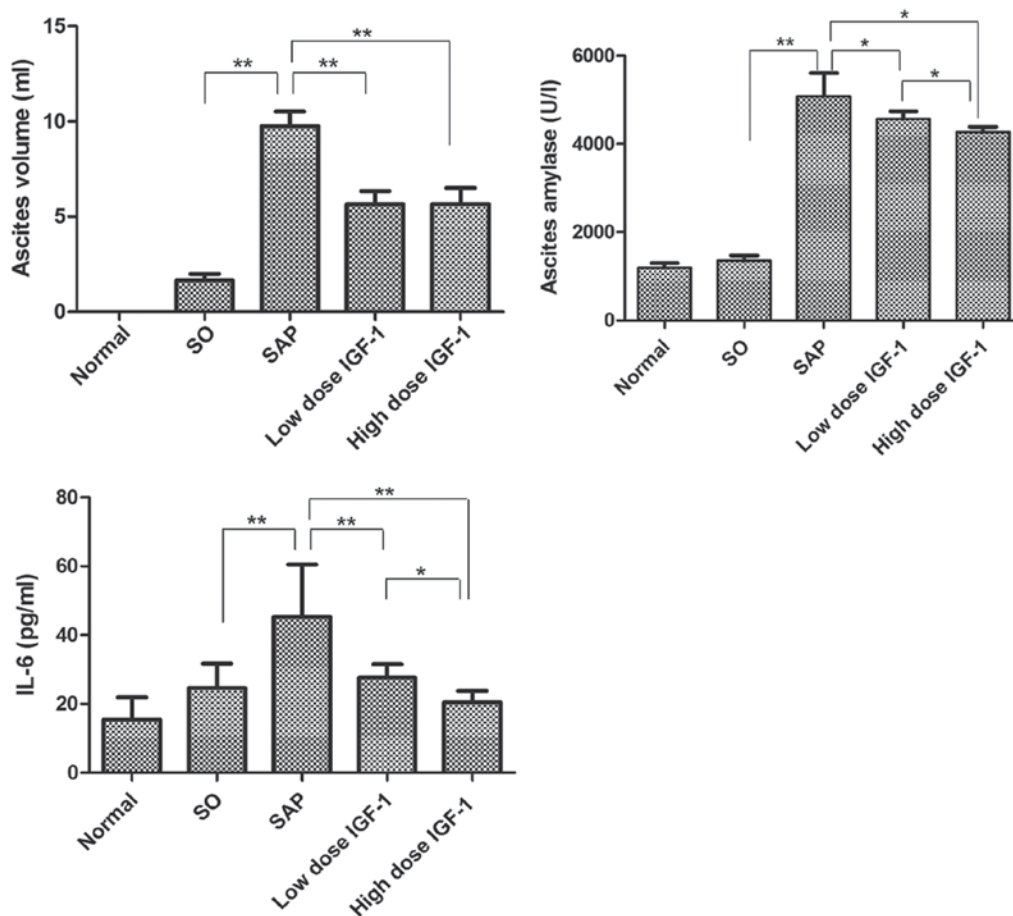 Ascites volume (ml)
15
10
5
0
**
**
**
Normal
SO
SAP
Low dose IGF-1
High dose IGF-1
Ascites amylase (U/l)
6000
4000
2000
0
*
**
*
*
Normal
SO
SAP
Low dose IGF-1
High dose IGF-1
IL-6 (pg/ml)
80
60
40
20
0
**
**
**
*
Normal
SO
SAP
Low dose IGF-1
High dose IGF-1